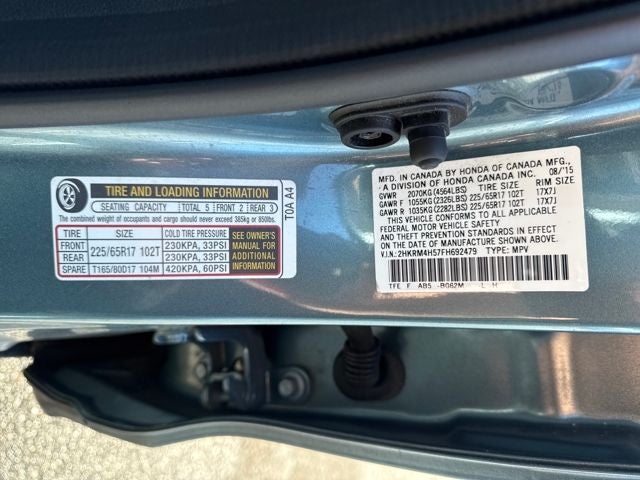 TIRE AND LOADING INFORMATION
SEATING CAPACITY | TOTAL 5 | FRONT 2 | REAR 3
The combined weight of occupants and cargo should never exceed 385kg or 850lbs.
TIRE SIZE COLD TIRE PRESSURE
FRONT 225/65R17 102T 230KPA, 33PSI
REAR 230KPA, 33PSI
SPARE T165/80D17 104M 420KPA, 60PSI
SEE OWNER'S
MANUAL FOR
ADDITIONAL
INFORMATION
T0A A4
MFD. IN CANADA BY HONDA OF CANADA MFG.,
- A DIVISION OF HONDA CANADA INC. 08/'15
GVWR 2070KG(4564LBS) TIRE SIZE RIM SIZE
GAWR F 1055KG(2326LBS) 225/65R17 102T 17X7J
GAWR R 1035KG(2282LBS) 225/65R17 102T 17X7J
THIS VEHICLE CONFORMS TO ALL APPLICABLE
FEDERAL MOTOR VEHICLE SAFETY
AND THEFT PREVENTION STANDARDS IN EFFECT
ON THE DATE OF MANUFACTURE SHOWN ABOVE.
V.I.N.: 2HKRM4H57FH692479 TYPE: MPV
TFE F AB5 -BG62M L H